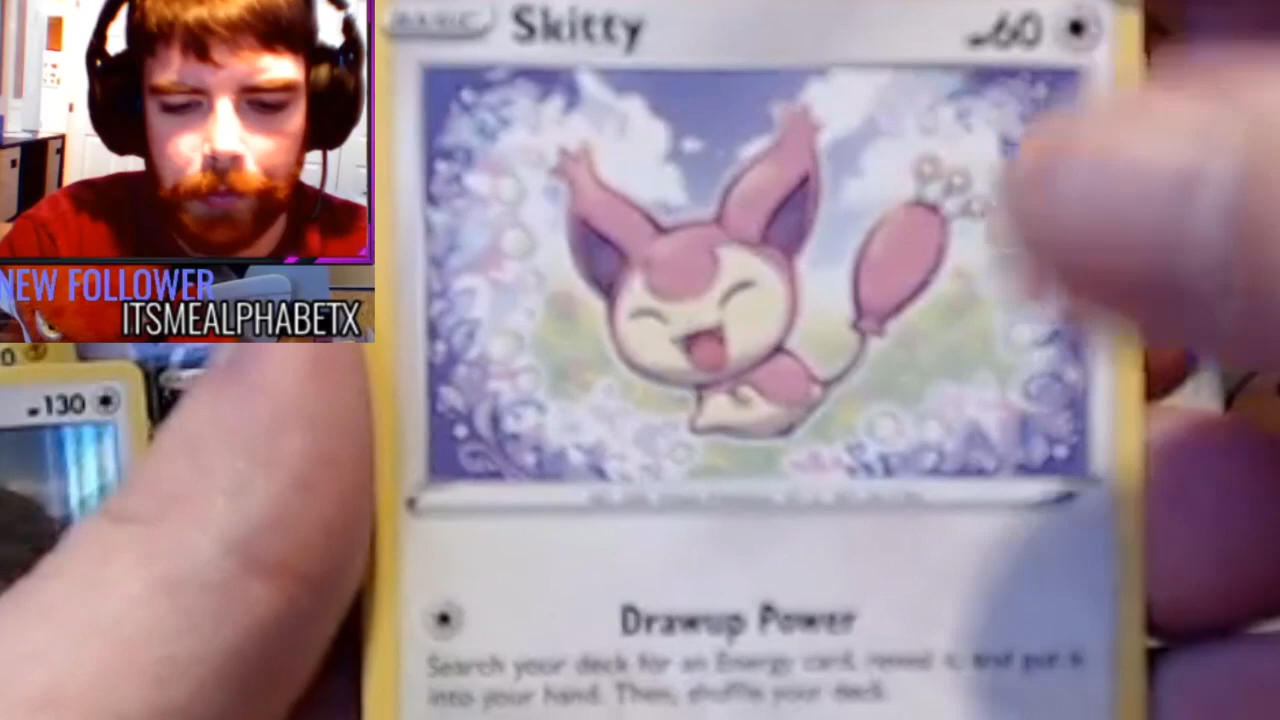 BASIC Skitty 60
NEW FOLLOWER
ITSMEALPHABETX
0
130
Drawup Power
Search your deck for an Energy card, reveal it, and put it
into your hand. Then, shuffle your deck.